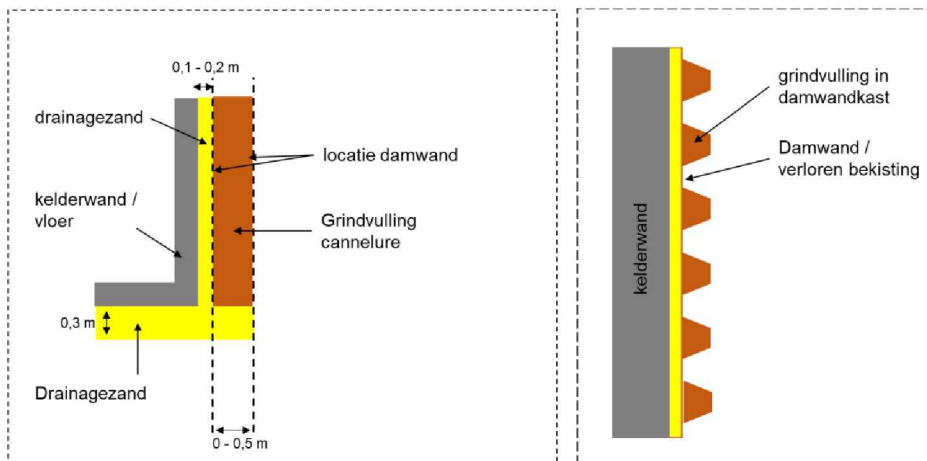 0,1 - 0,2 m
drainagezand
locatie damwand
kelderwand /
vloer
Grindvulling
cannelure
0,3 m
Drainagezand
0 - 0,5 m
grindvulling in
damwandkast
Damwand /
verloren bekisting
kelderwand